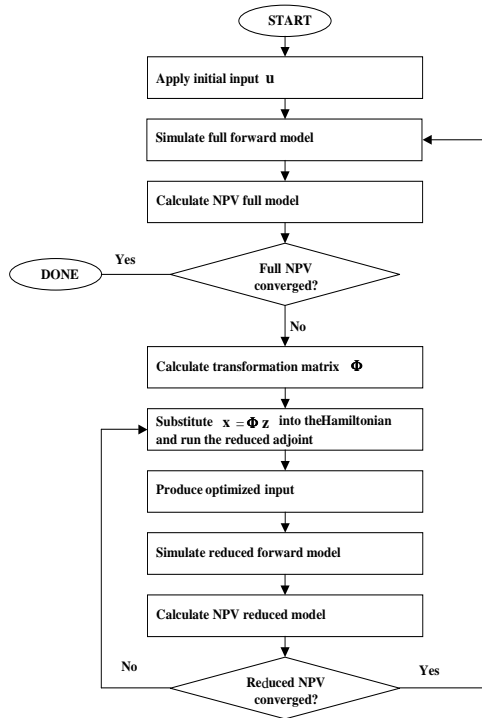 START
Apply initial input u
Simulate full forward model
Calculate NPV full model
Yes
DONE
Full NPV
converged?
No
Calculate transformation matrix Φ
Substitute x = Φ z into theHamiltonian
and run the reduced adjoint
Produce optimized input
Simulate reduced forward model
Calculate NPV reduced model
No
Yes
Reduced NPV
converged?